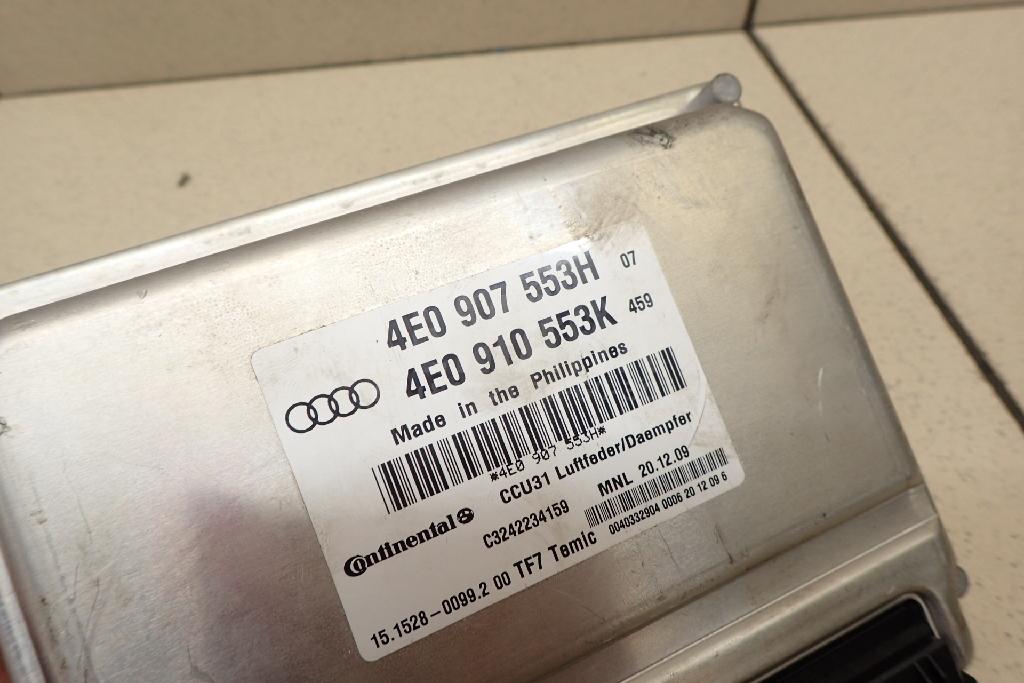 4E0 907 553H 07
4E0 910 553K 459
Made in the Philippines
*4E0 907 553H*
CCU31 Luftfeder/Daempfer
Continental C3242234159 MNL 20.12.09
15.1528-0099.2 00 TF7 Temic 0040332904 0006 20 12 09 6